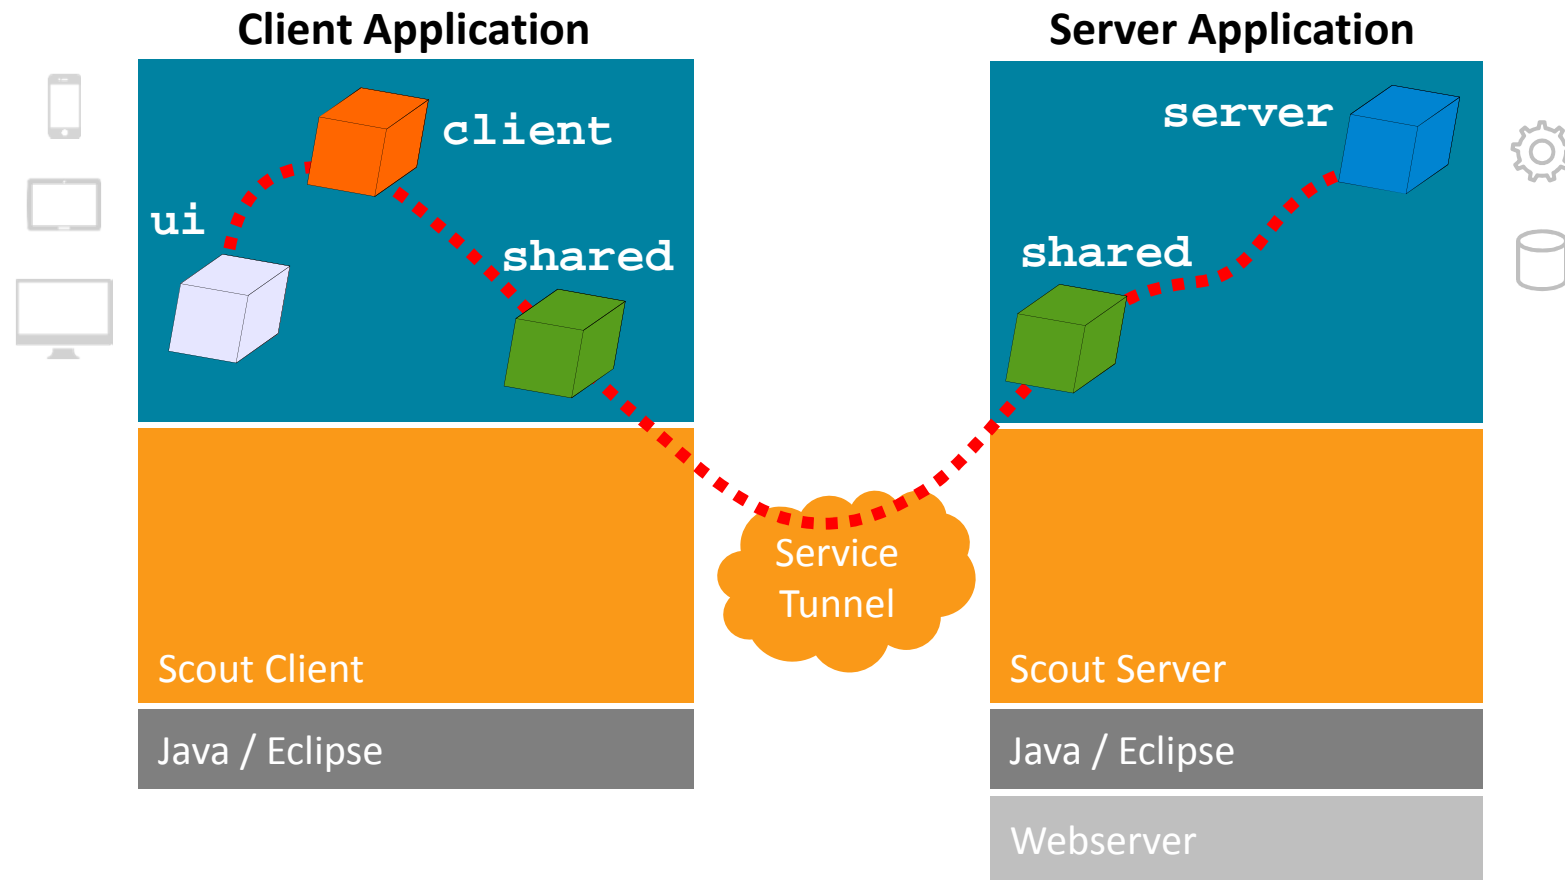 Client Application
client
ui
shared
Scout Client
Java / Eclipse
Service
Tunnel
Server Application
server
shared
Scout Server
Java / Eclipse
Webserver